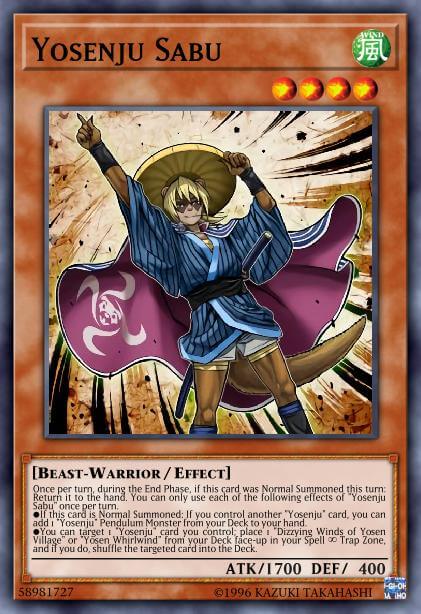 Yosenju Sabu
WIND
風
[Beast-Warrior / Effect]
Once per turn, during the End Phase, if this card was Normal Summoned this turn:
Return it to the hand. You can only use each of the following effects of "Yosenju
Sabu" once per turn.
●If this card is Normal Summoned: If you control another "Yosenju" card, you can
add 1 "Yosenju" Pendulum Monster from your Deck to your hand.
●You can target 1 "Yosenju" card you control; place 1 "Dizzying Winds of Yosen
Village" or "Yosen Whirlwind" from your Deck face-up in your Spell ∞ Trap Zone,
and if you do, shuffle the targeted card into the Deck.
ATK/1700 DEF/ 400
58981727
©1996 KAZUKI TAKAHASHI